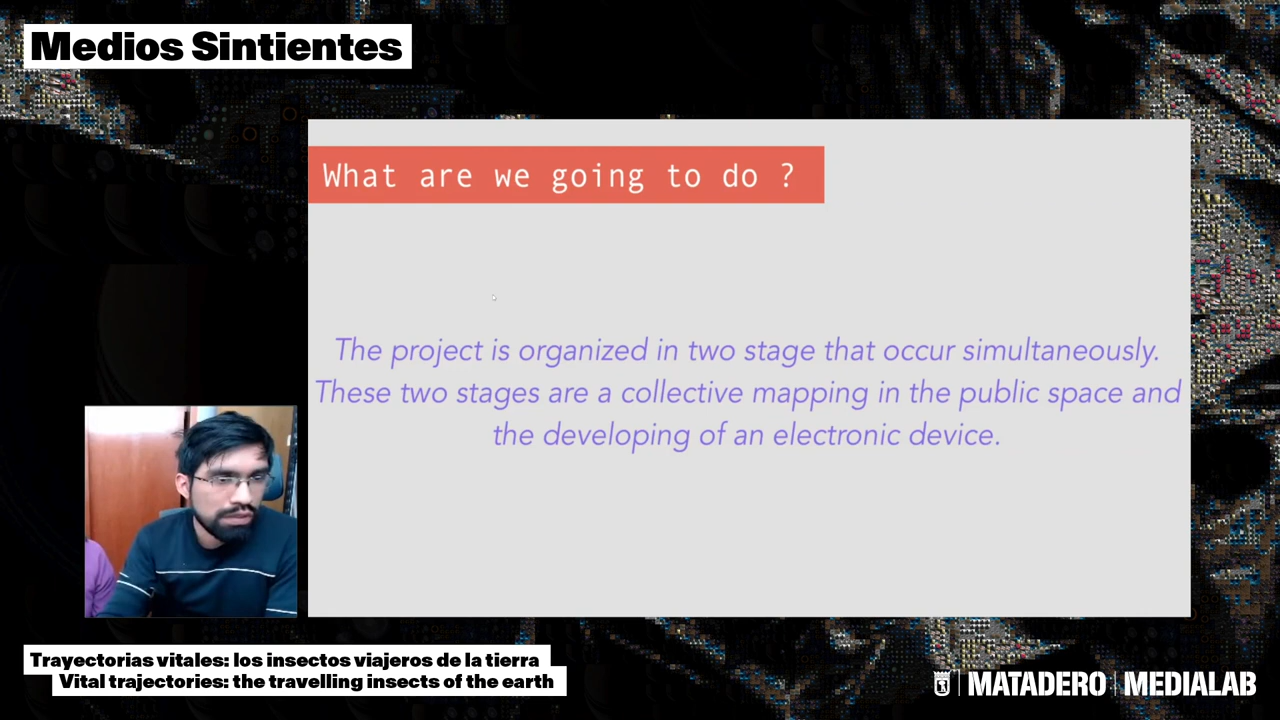 Medios Sintientes
What are we going to do ?
The project is organized in two stage that occur simultaneously.
These two stages are a collective mapping in the public space and
the developing of an electronic device.
Trayectorias vitales: los insectos viajeros de la tierra
Vital trajectories: the travelling insects of the earth
MATADERO | MEDIALAB